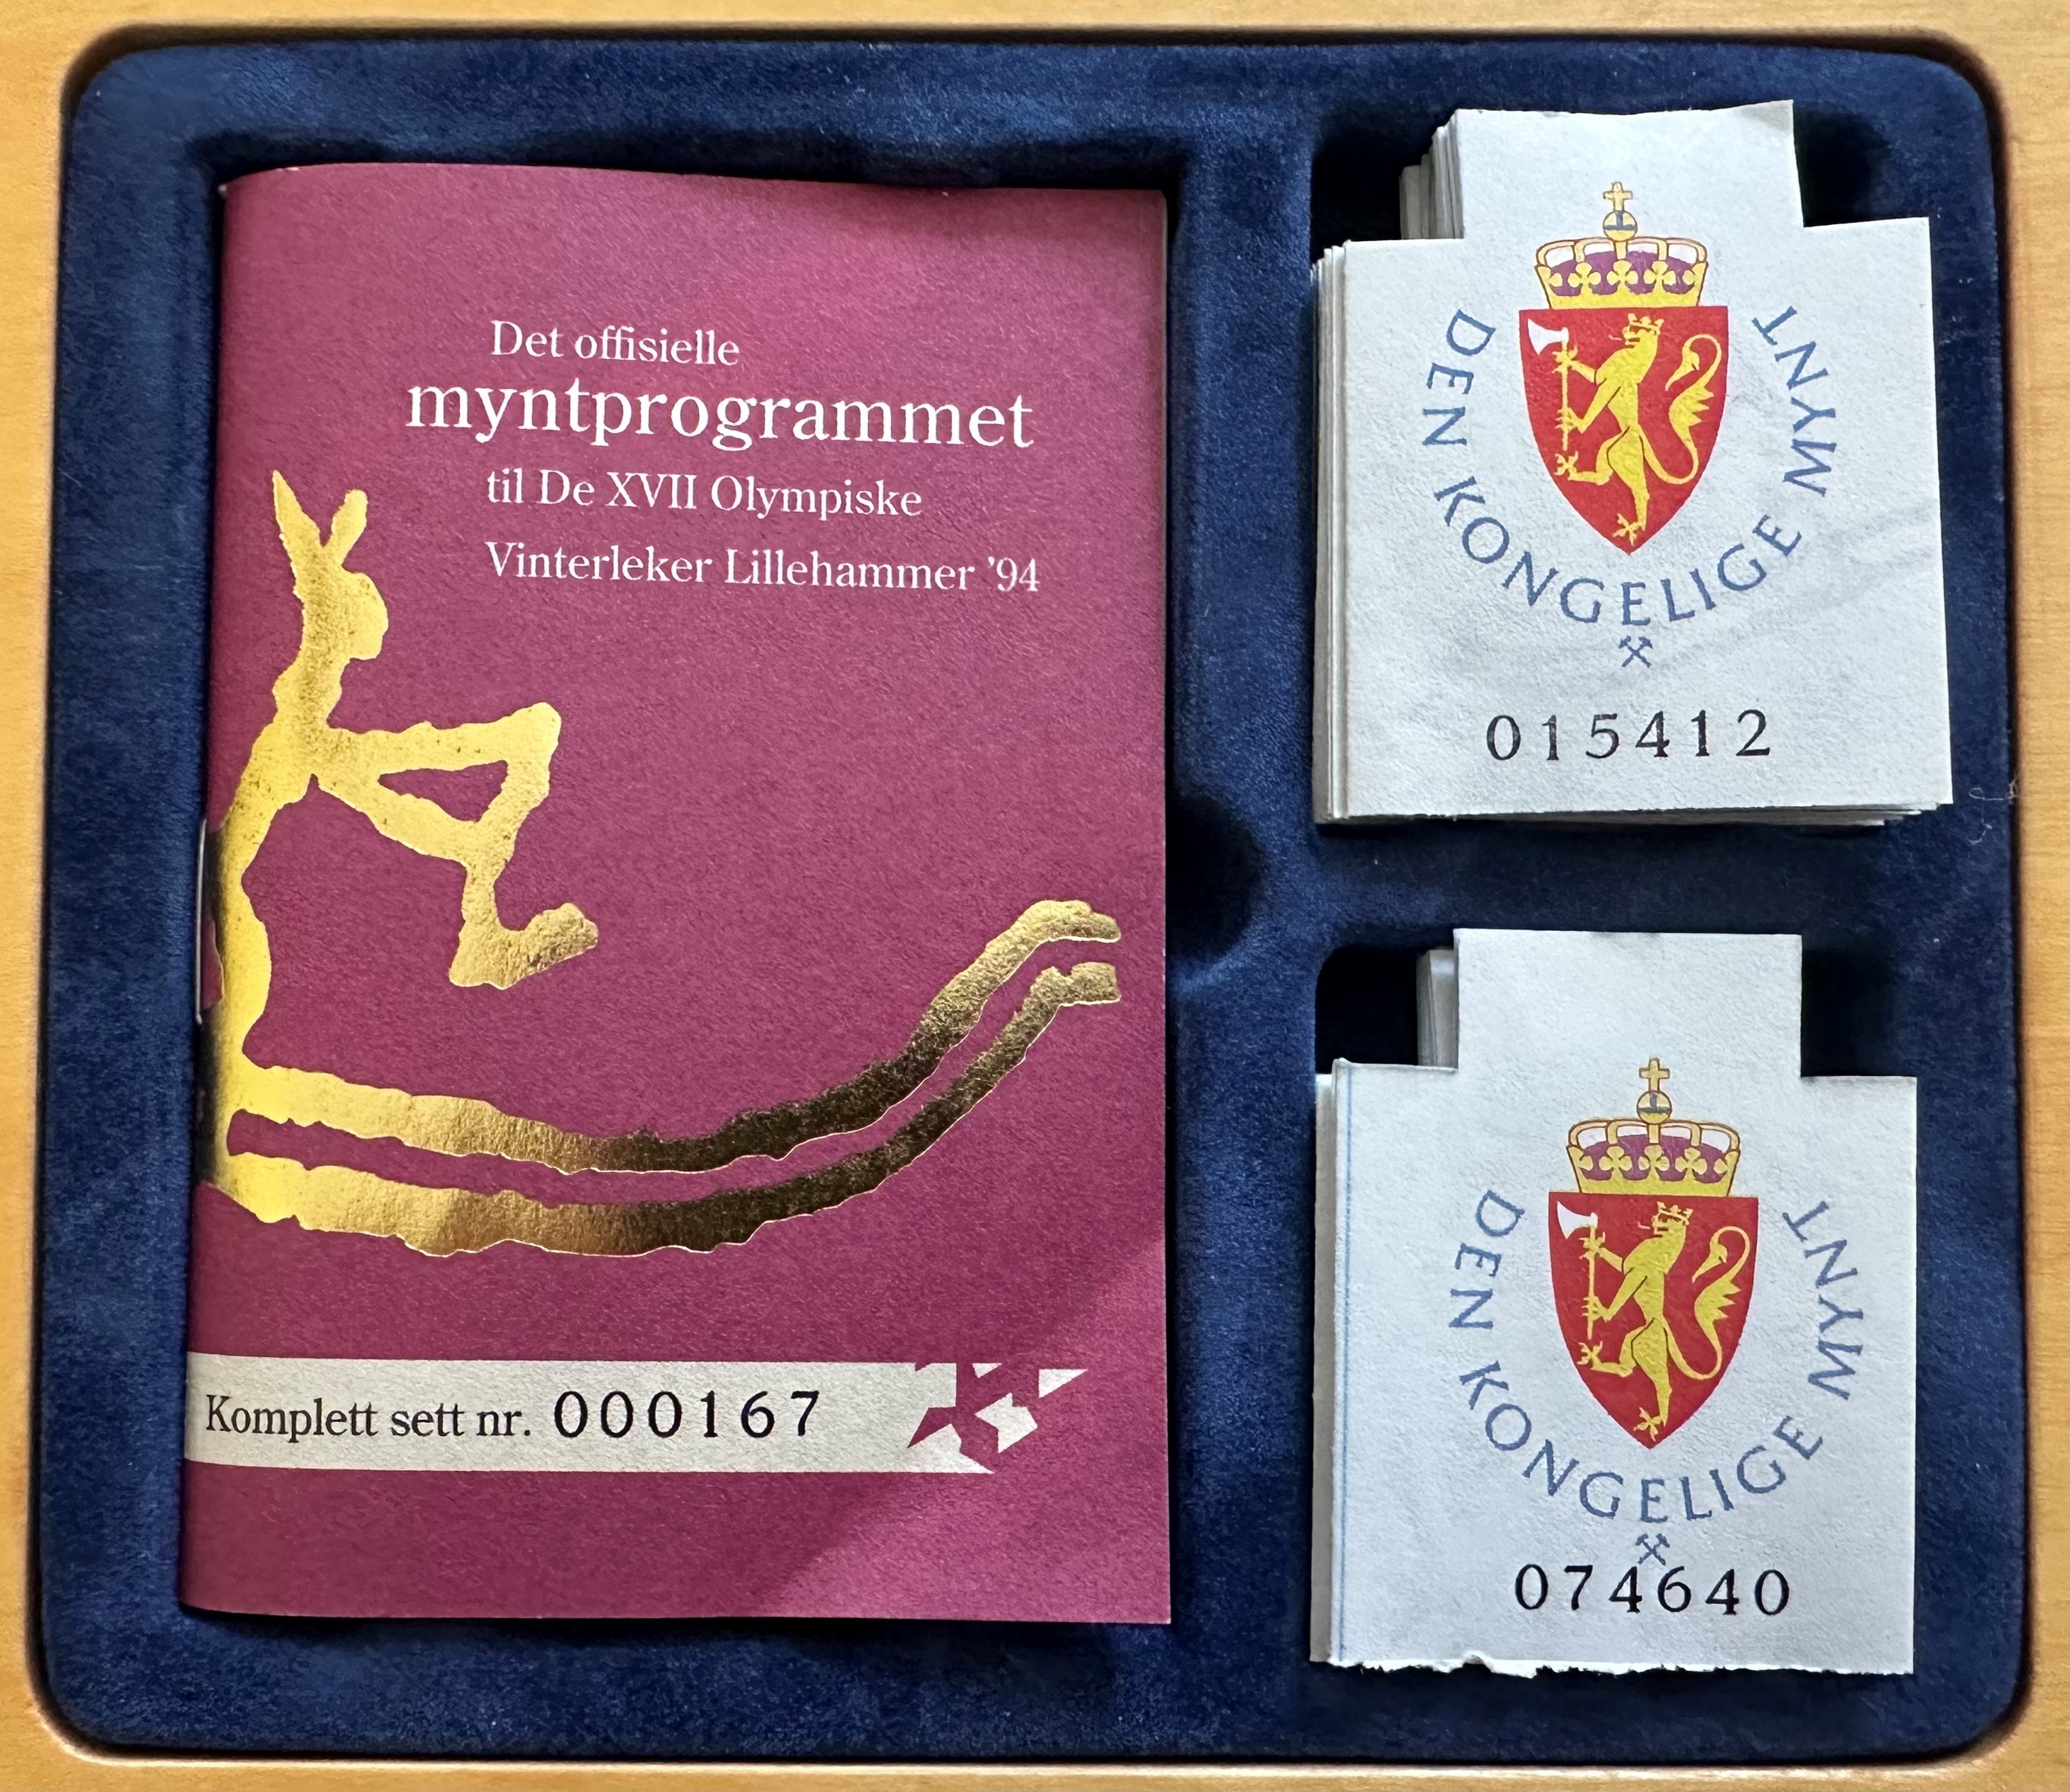 Det offisielle
myntprogrammet
til De XVII Olympiske
Vinterleker Lillehammer ’94
Komplett sett nr. 000167
DEN KONGELIGE MYNT
015412
DEN KONGELIGE MYNT
074640